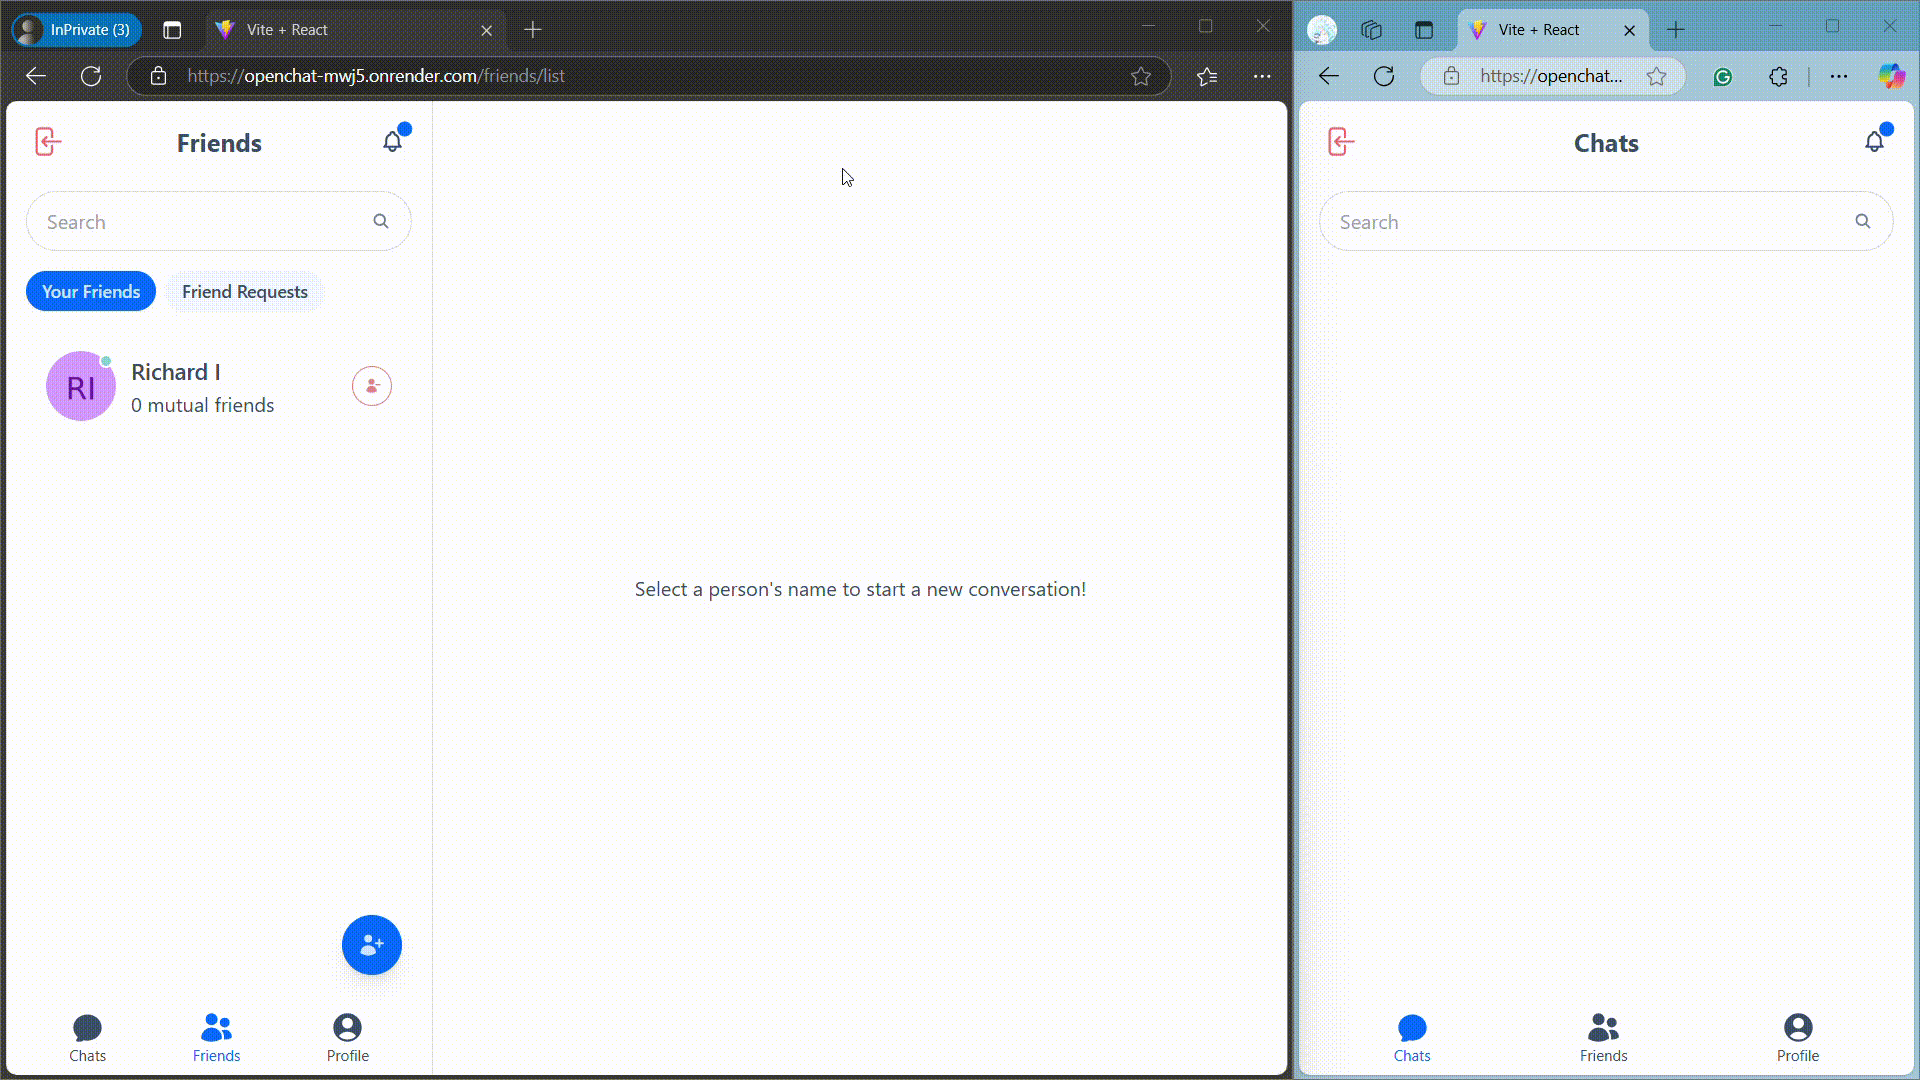 InPrivate (3)
Vite + React
https://openchat-mwj5.onrender.com/friends/list
Friends
Search
Your Friends
Friend Requests
RI
Richard I
0 mutual friends
Select a person's name to start a new conversation!
Chats
Friends
Profile
Vite + React
https://openchat...
Chats
Search
Chats
Friends
Profile